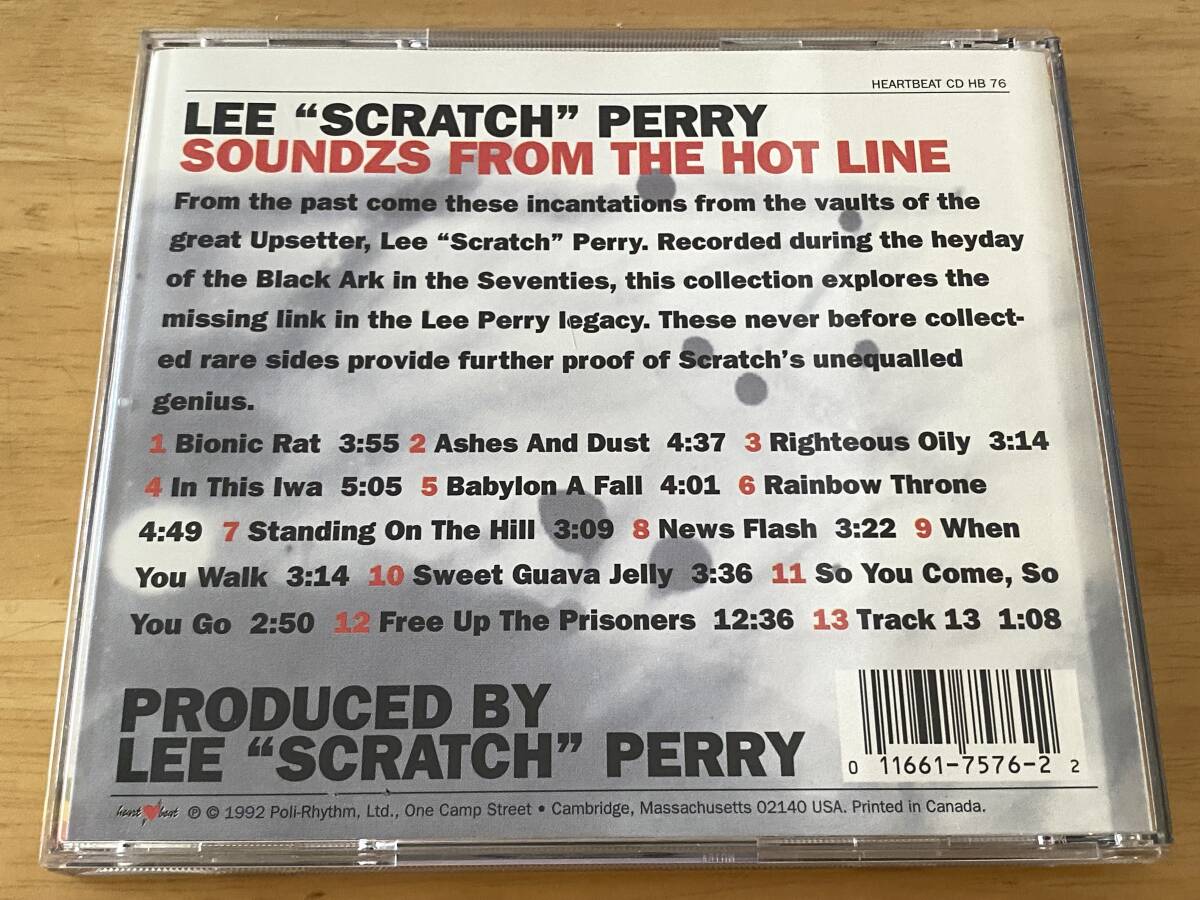 HEARTBEAT CD HB 76
LEE “SCRATCH” PERRY
SOUNDZS FROM THE HOT LINE
From the past come these incantations from the vaults of the
great Upsetter, Lee “Scratch” Perry. Recorded during the heyday
of the Black Ark in the Seventies, this collection explores the
missing link in the Lee Perry legacy. These never before collect-
ed rare sides provide further proof of Scratch’s unequalled
genius.
1 Bionic Rat 3:55 2 Ashes And Dust 4:37 3 Righteous Oily 3:14
4 In This Iwa 5:05 5 Babylon A Fall 4:01 6 Rainbow Throne
4:49 7 Standing On The Hill 3:09 8 News Flash 3:22 9 When
You Walk 3:14 10 Sweet Guava Jelly 3:36 11 So You Come, So
You Go 2:50 12 Free Up The Prisoners 12:36 13 Track 13 1:08
PRODUCED BY
LEE “SCRATCH” PERRY
0 11661-7576-2 2
heart beat ℗ © 1992 Poli-Rhythm, Ltd., One Camp Street • Cambridge, Massachusetts 02140 USA. Printed in Canada.